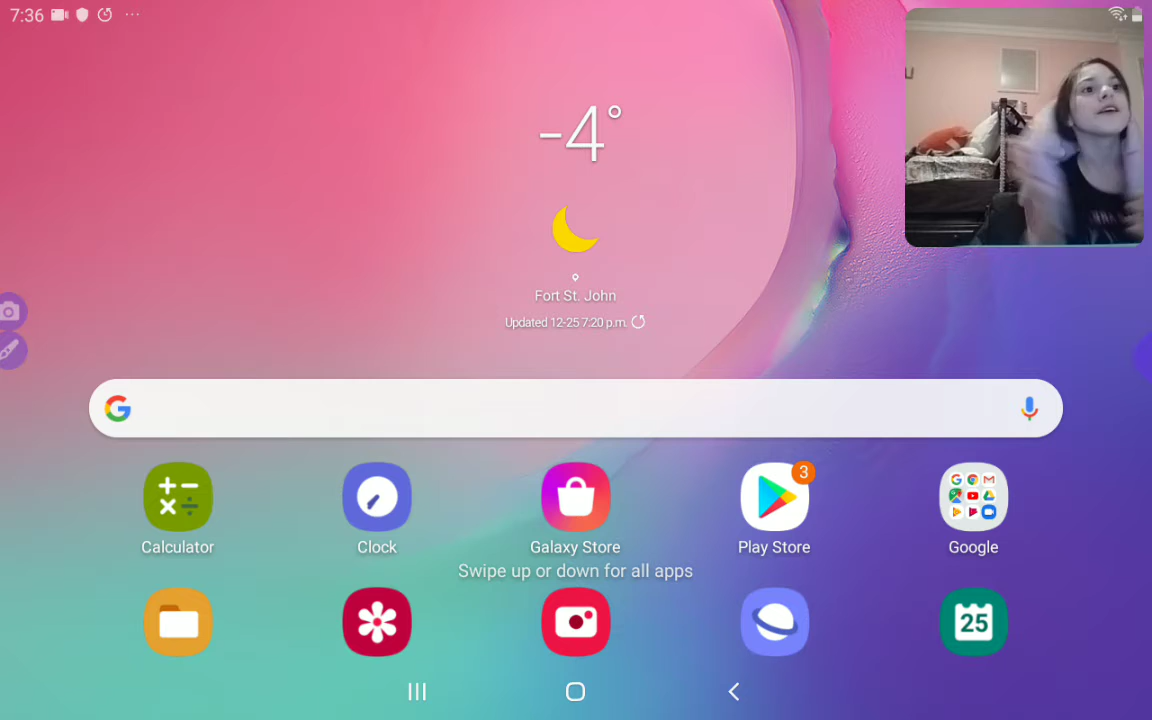 7:36
-4°
Fort St. John
Updated 12-25 7:20 p.m.
3
Calculator
Clock
Galaxy Store
Play Store
Google
Swipe up or down for all apps
25